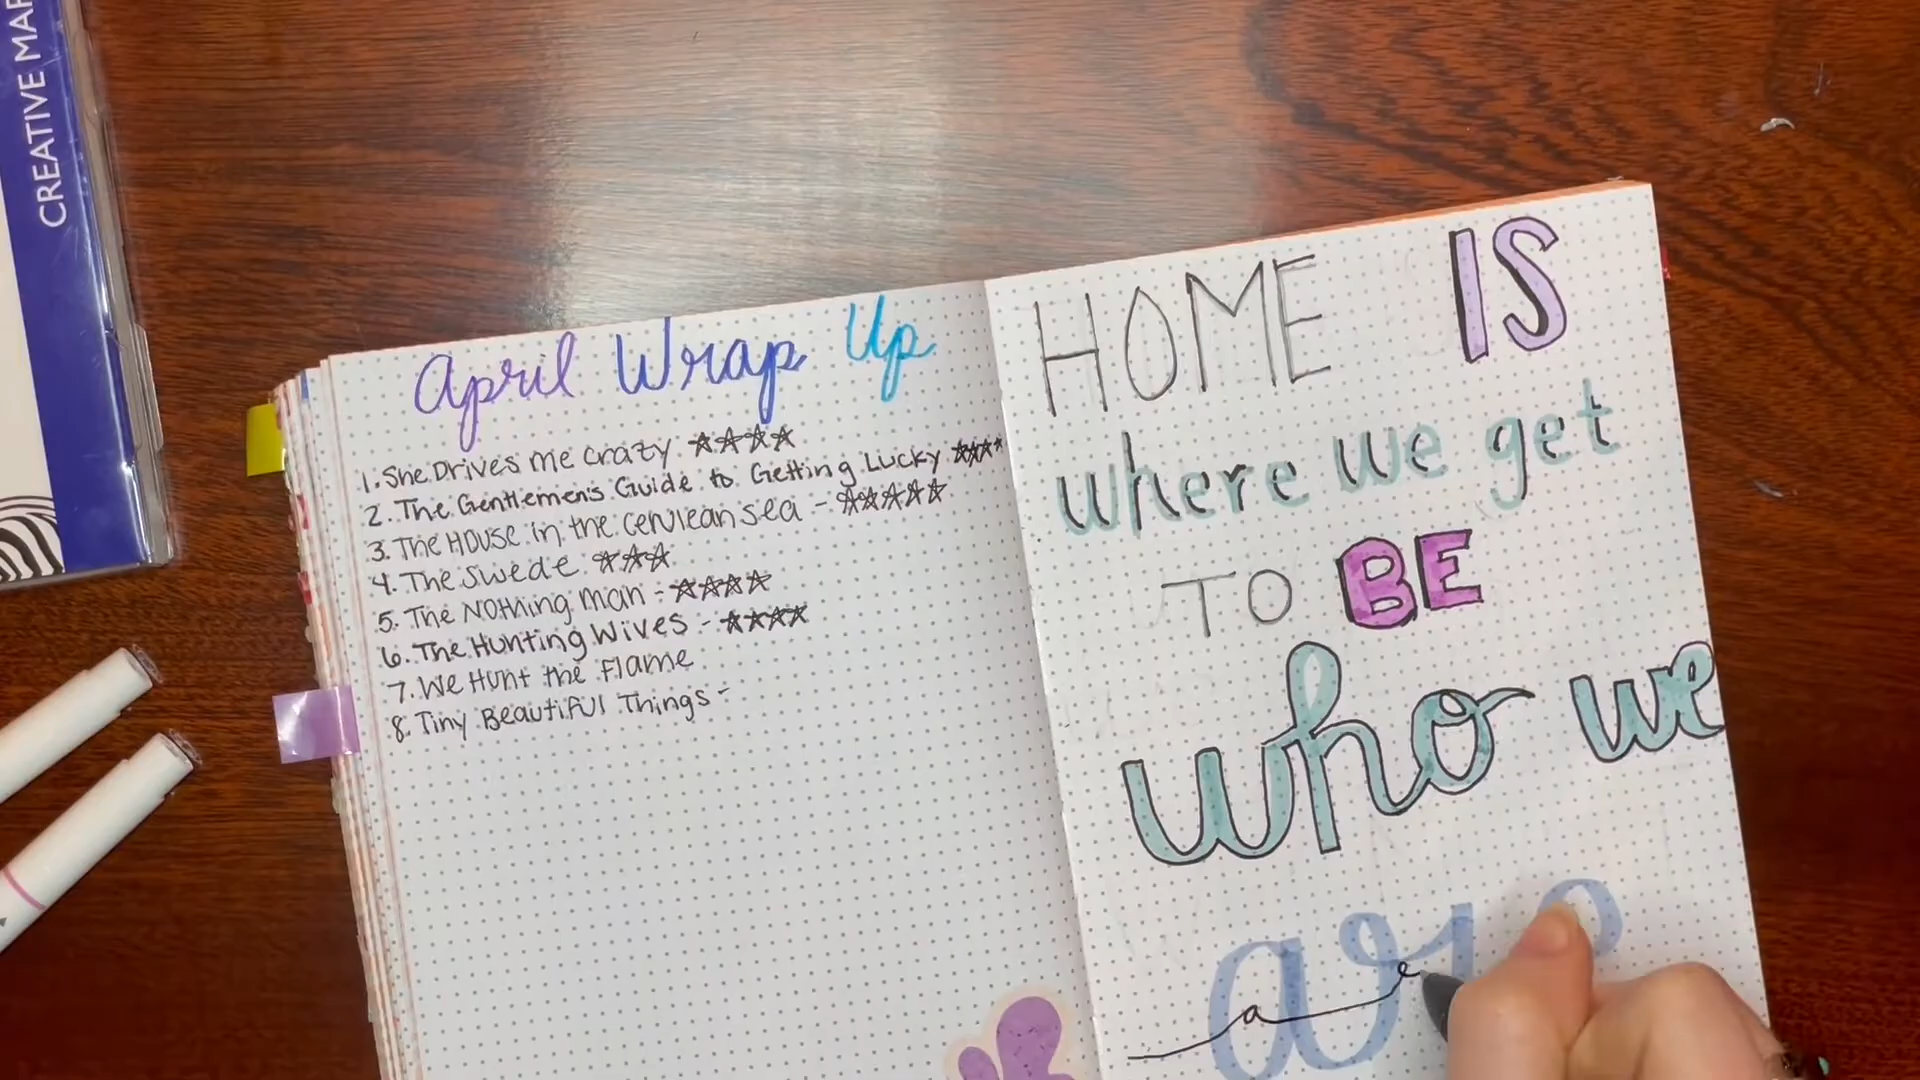 CREATIVE MAR
April Wrap Up
1. She Drives me crazy ☆☆☆☆
2. The Gentlemen's Guide to Getting Lucky ☆☆☆☆
3. The House in the cerulean sea - ☆☆☆☆☆
4. The Swede ☆☆☆
5. The Nothing man - ☆☆☆☆
6. The Hunting Wives - ☆☆☆☆
7. We Hunt the Flame
8. Tiny Beautiful Things -
HOME IS
where we get
TO BE
who we
are